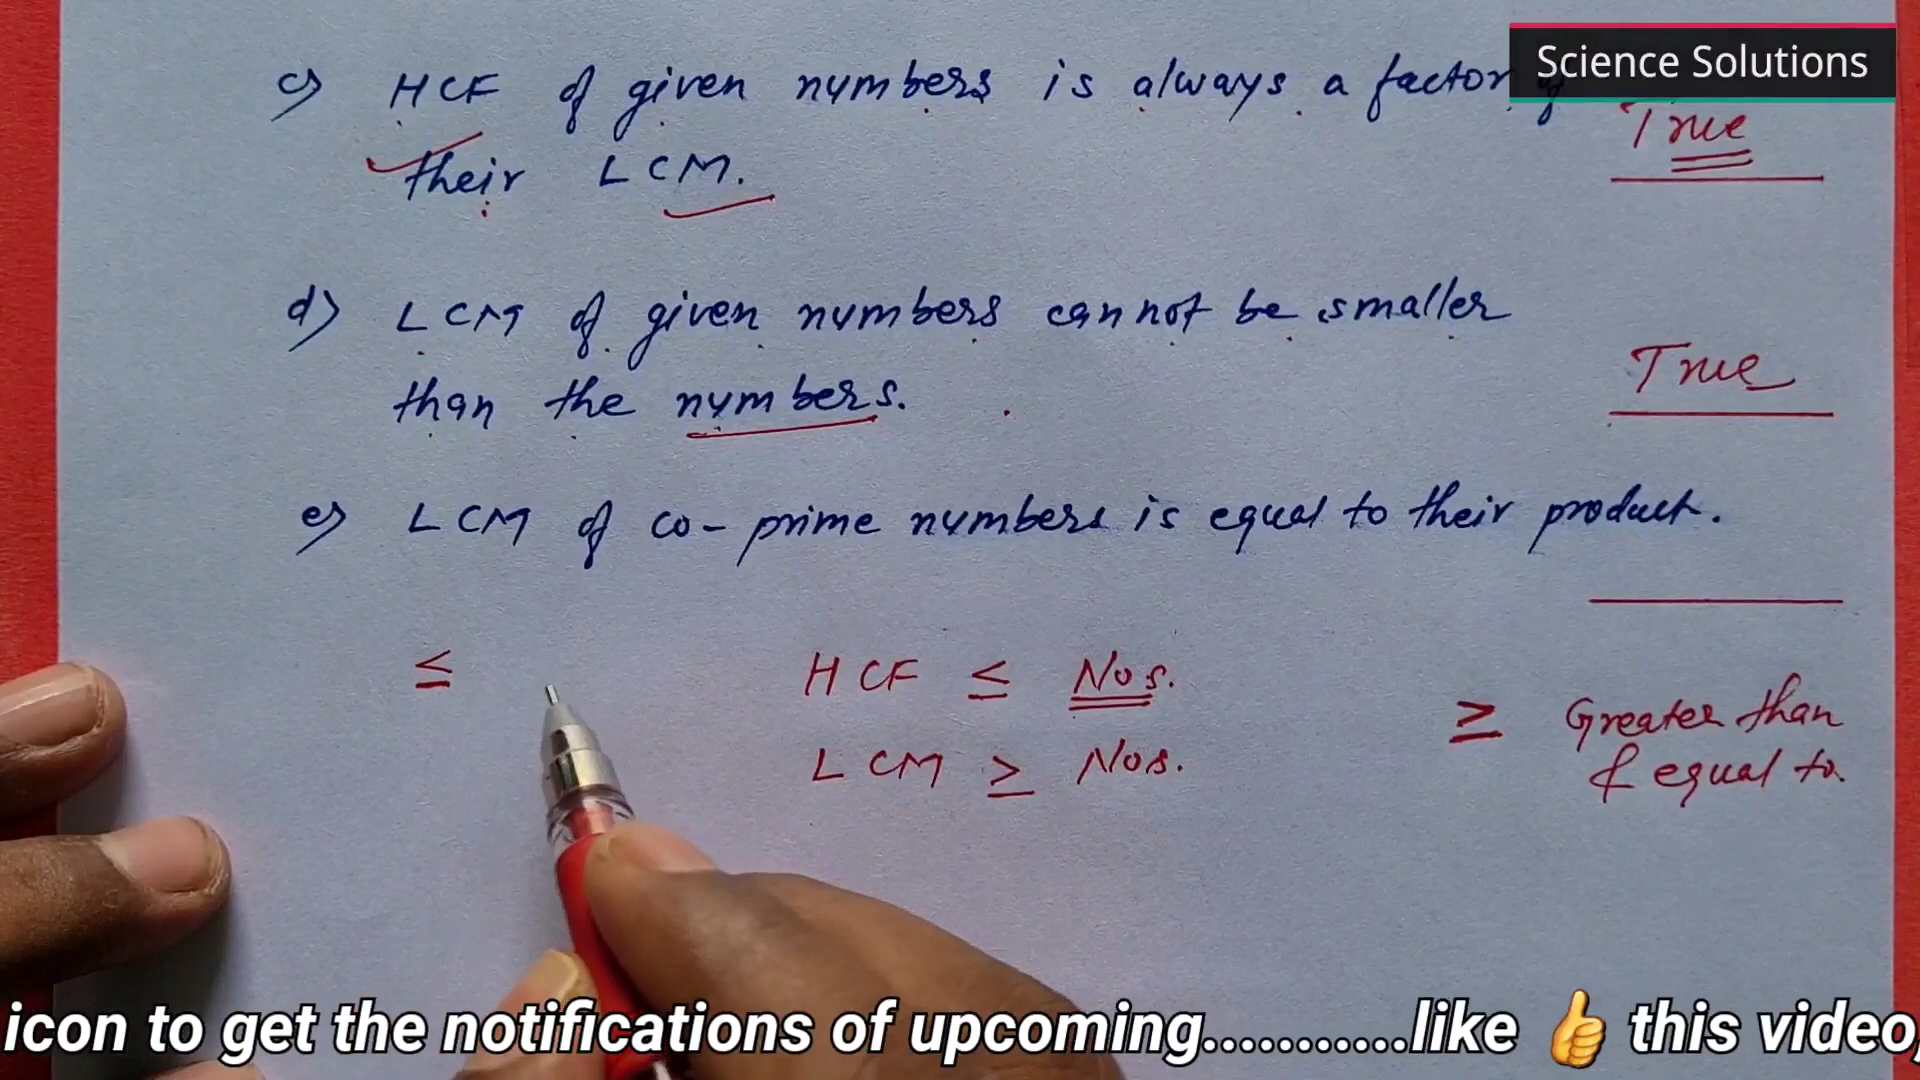 Science Solutions
c) HCF of given numbers is always a factor of
True
their LCM.
d) LCM of given numbers cannot be smaller
than the numbers.
True
e) LCM of co-prime numbers is equal to their product.
≤
HCF ≤ Nos.
LCM ≥ Nos.
≥ Greater than
& equal to.
icon to get the notifications of upcoming...........like 👍 this video,